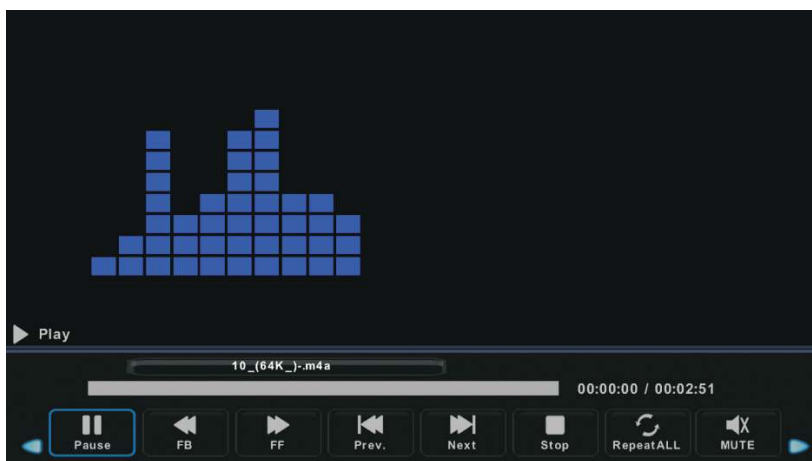 Play
10_(64K_)-.m4a
00:00:00 / 00:02:51
Pause FB FF Prev. Next Stop RepeatALL MUTE